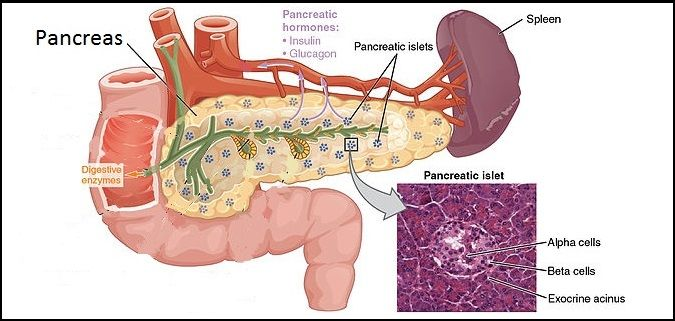 Pancreas
Pancreatic
hormones:
• Insulin
• Glucagon
Pancreatic islets
Spleen
Digestive
enzymes
Pancreatic islet
Alpha cells
Beta cells
Exocrine acinus